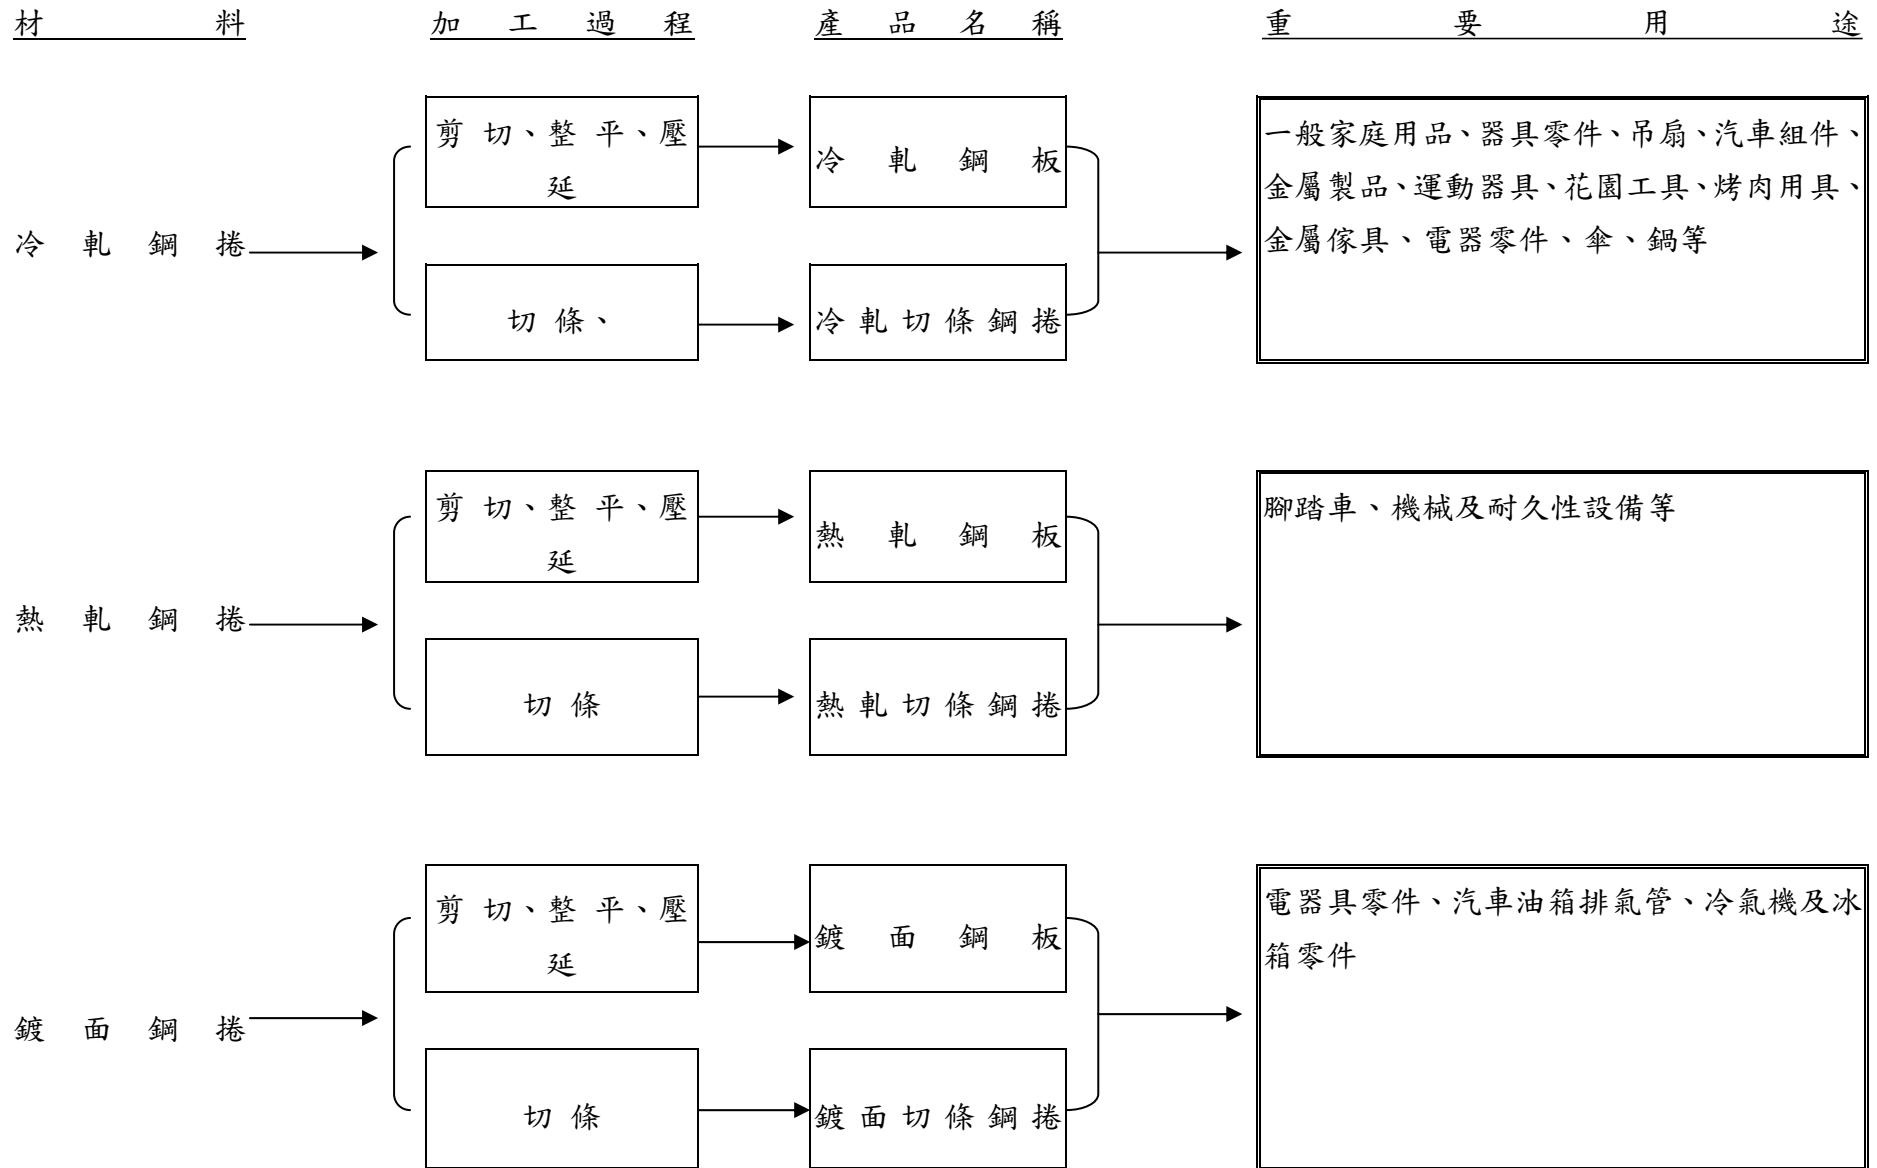 材料 加工過程 產品名稱 重要用途
剪切、整平、壓
延
冷軋鋼板
一般家庭用品、器具零件、吊扇、汽車組件、
金屬製品、運動器具、花園工具、烤肉用具、
金屬傢具、電器零件、傘、鍋等
冷軋鋼捲
切條、
冷軋切條鋼捲
剪切、整平、壓
延
熱軋鋼板
腳踏車、機械及耐久性設備等
熱軋鋼捲
切條
熱軋切條鋼捲
剪切、整平、壓
延
鍍面鋼板
電器具零件、汽車油箱排氣管、冷氣機及冰
箱零件
鍍面鋼捲
切條
鍍面切條鋼捲